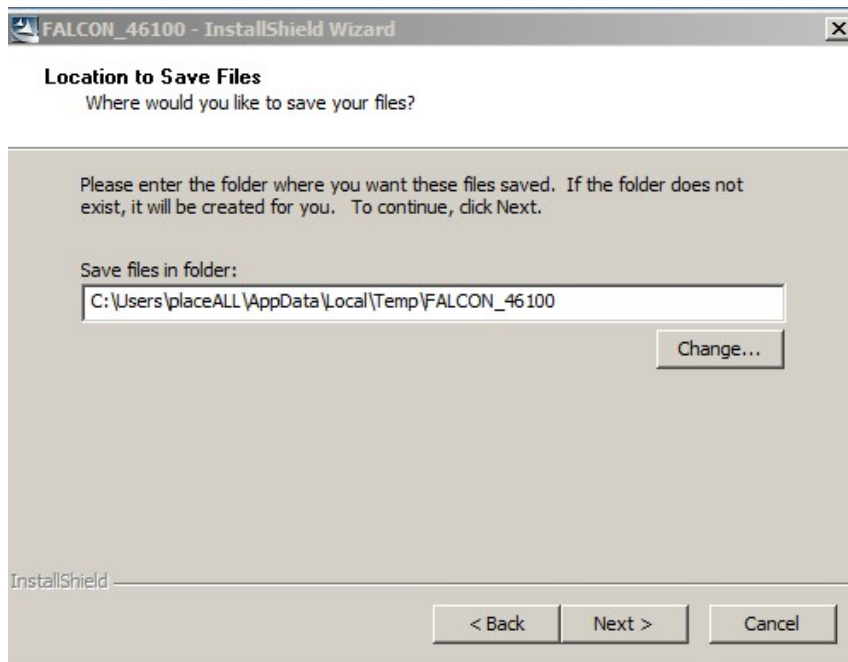 FALCON_46100 - InstallShield Wizard
Location to Save Files
Where would you like to save your files?
Please enter the folder where you want these files saved.  If the folder does not
exist, it will be created for you.   To continue, click Next.
Save files in folder:
C:\Users\placeALL\AppData\Local\Temp\FALCON_46100
Change...
InstallShield
< Back
Next >
Cancel